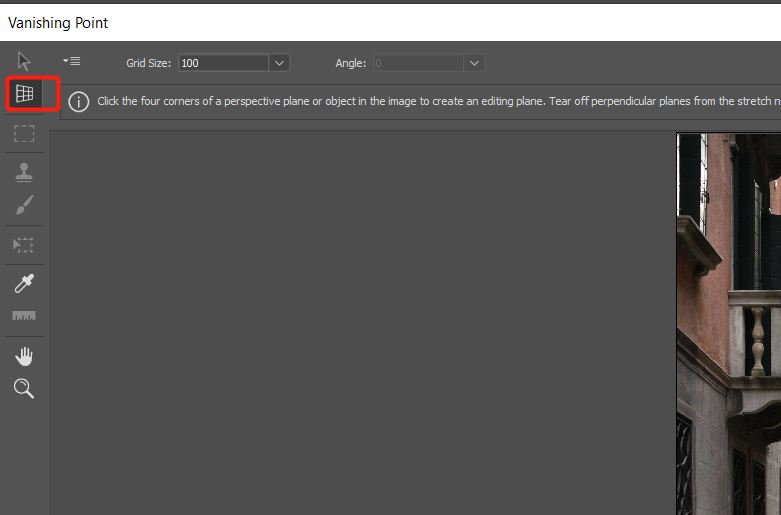 Vanishing Point
Grid Size: 100 Angle: 0
Click the four corners of a perspective plane or object in the image to create an editing plane. Tear off perpendicular planes from the stretch n